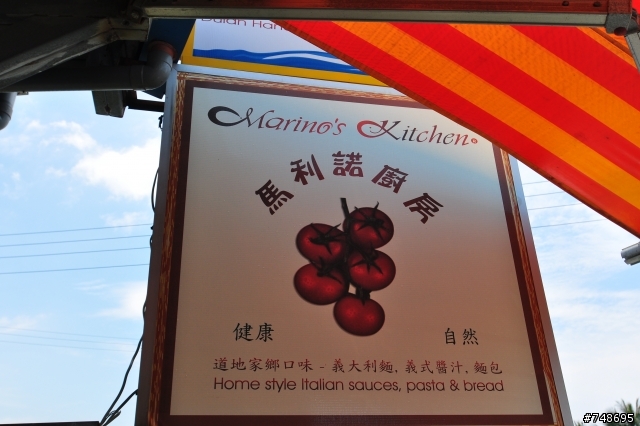 Dulan
Marino's Kitchen
馬利諾廚房
健康 自然
道地家鄉口味 - 義大利麵, 義式醬汁, 麵包
Home style Italian sauces, pasta & bread
#748695